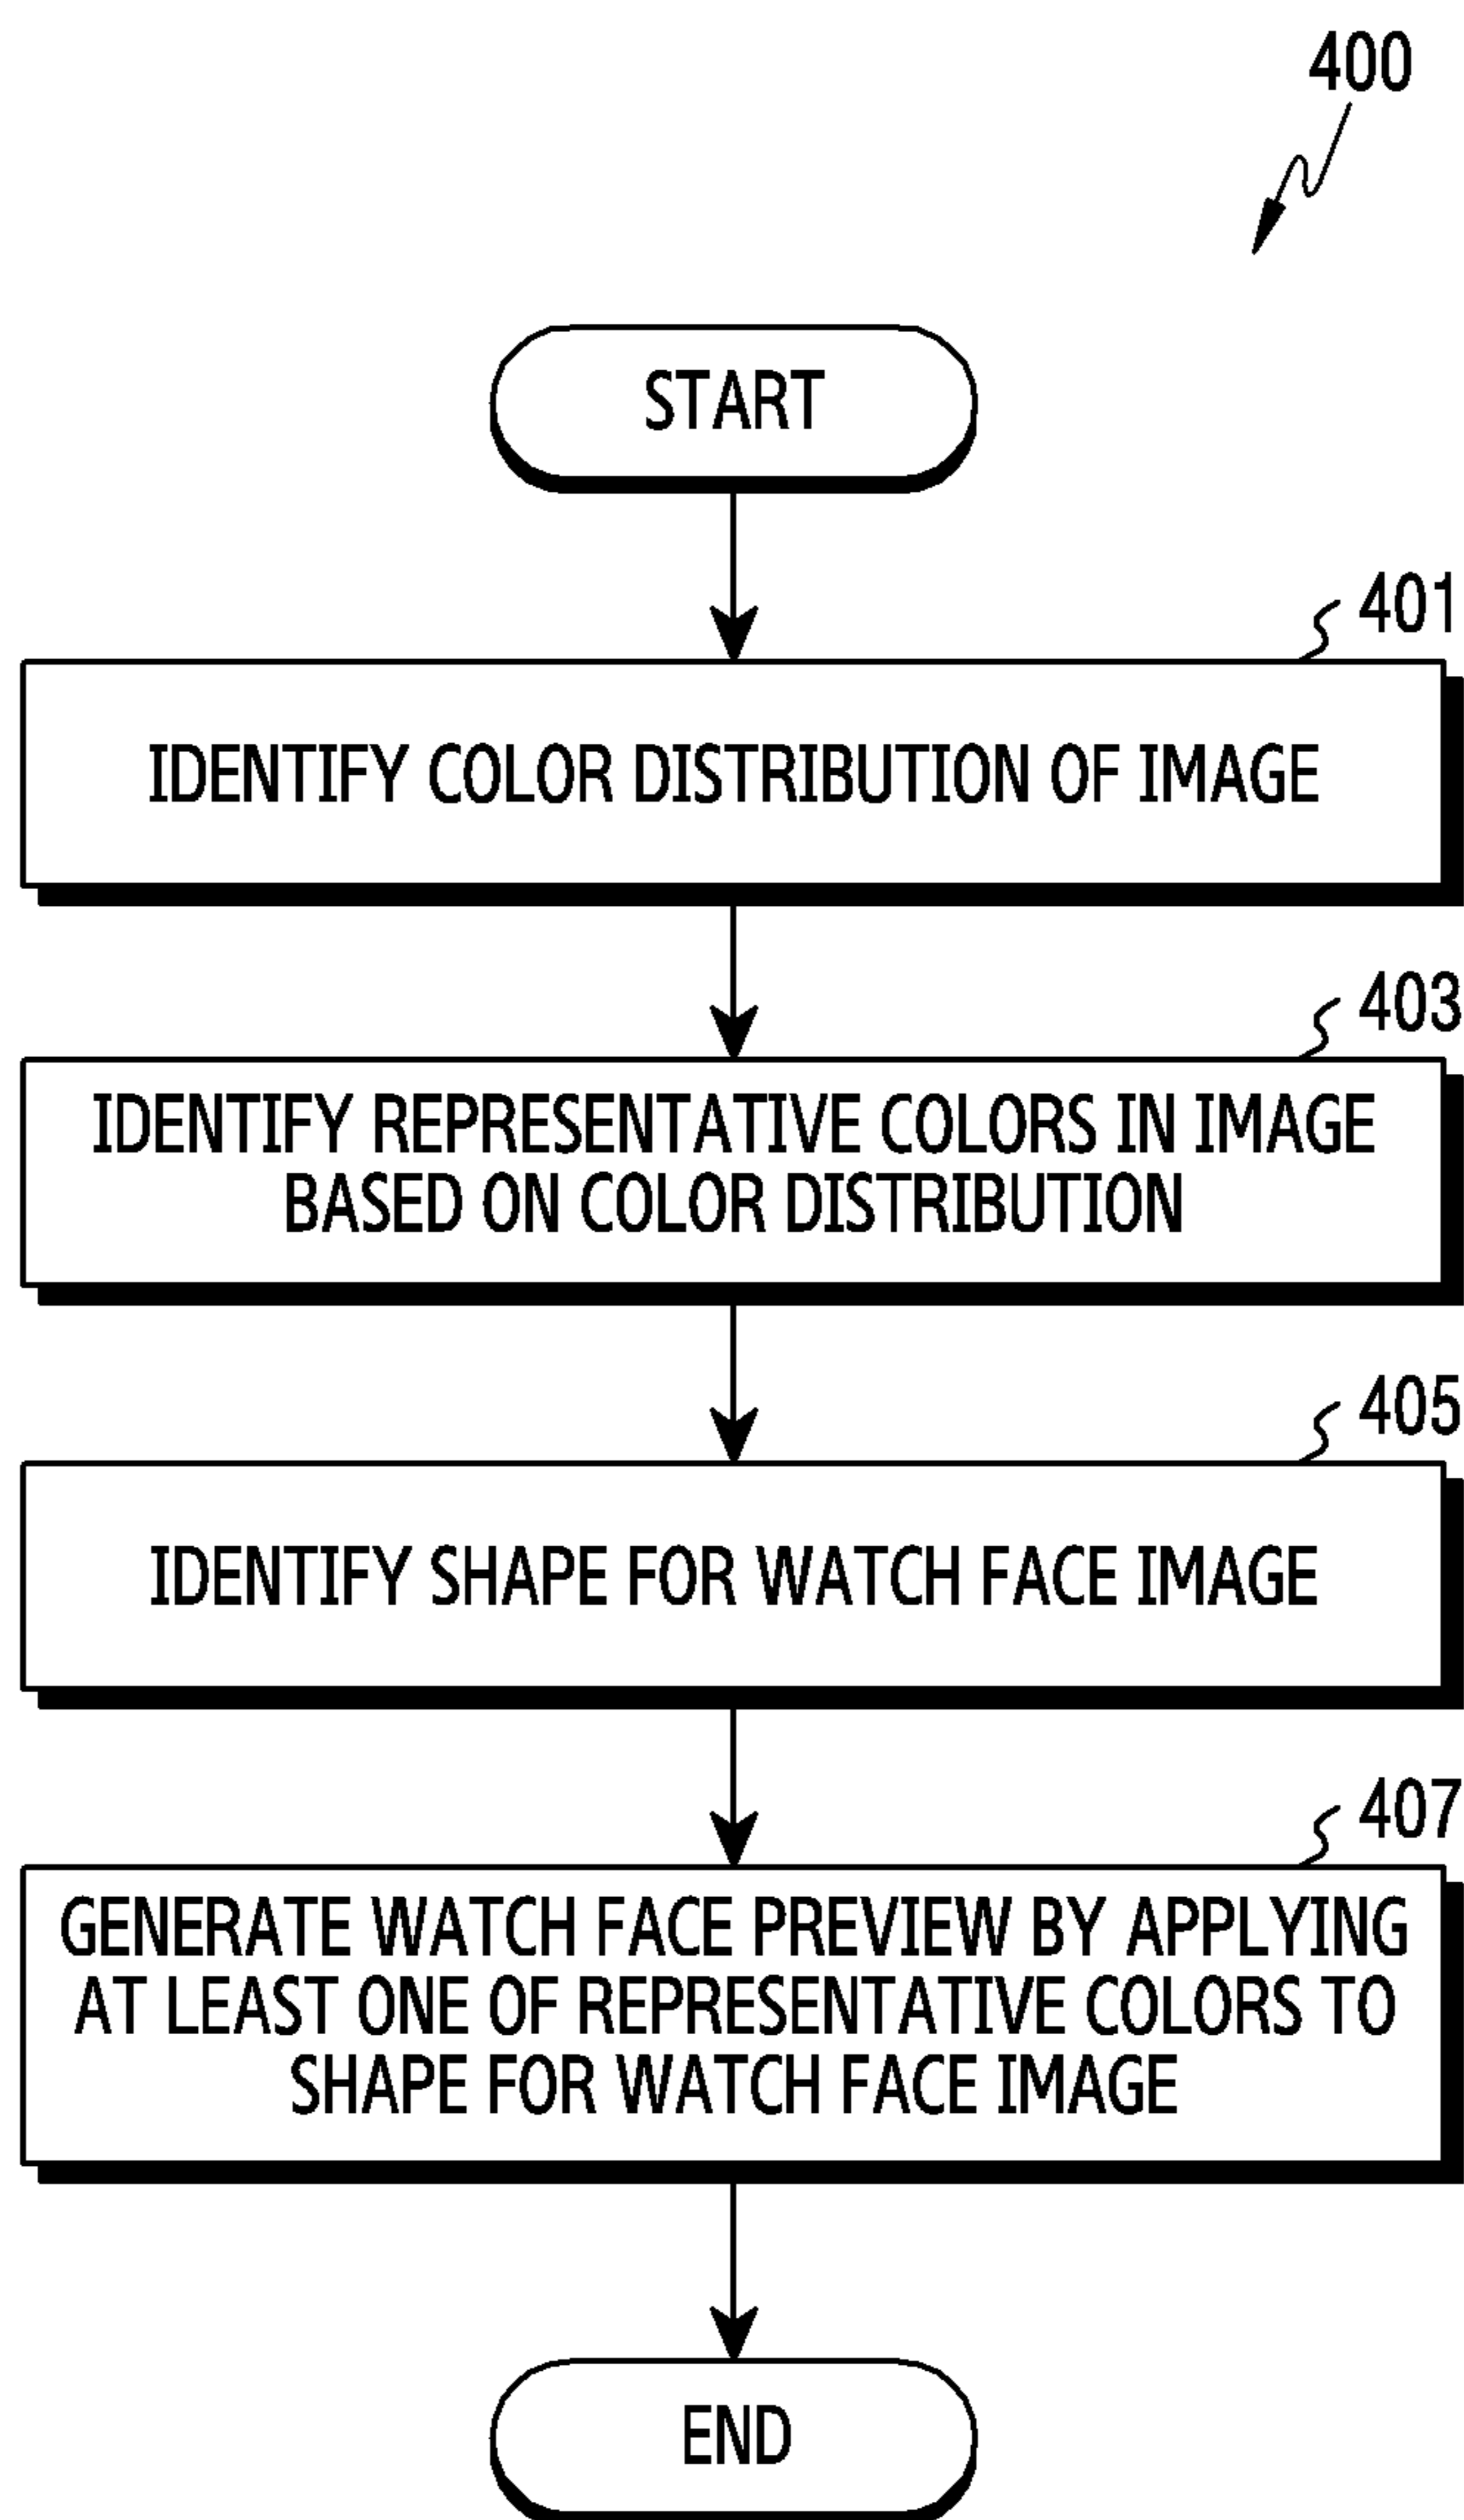 400
START
401
IDENTIFY COLOR DISTRIBUTION OF IMAGE
403
IDENTIFY REPRESENTATIVE COLORS IN IMAGE
BASED ON COLOR DISTRIBUTION
405
IDENTIFY SHAPE FOR WATCH FACE IMAGE
407
GENERATE WATCH FACE PREVIEW BY APPLYING
AT LEAST ONE OF REPRESENTATIVE COLORS TO
SHAPE FOR WATCH FACE IMAGE
END